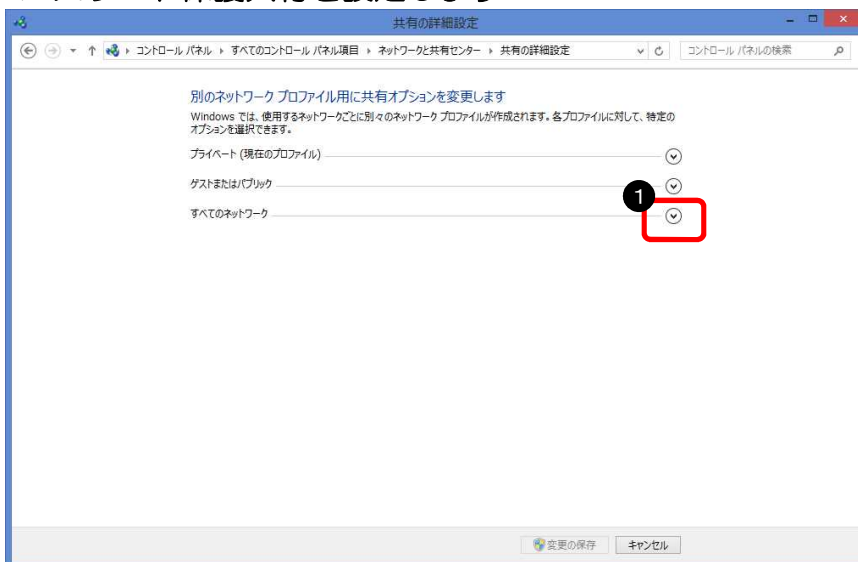 共有の詳細設定
コントロール パネル ▸ すべてのコントロール パネル項目 ▸ ネットワークと共有センター ▸ 共有の詳細設定
コントロール パネルの検索
別のネットワーク プロファイル用に共有オプションを変更します
Windows では、使用するネットワークごとに別々のネットワーク プロファイルが作成されます。各プロファイルに対して、特定の
オプションを選択できます。
プライベート (現在のプロファイル)
ゲストまたはパブリック
1
すべてのネットワーク
変更の保存 キャンセル